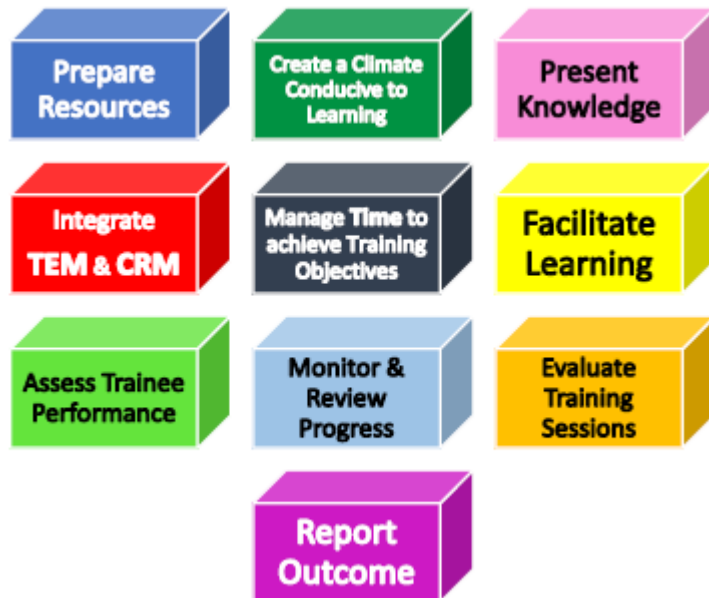 Prepare
Resources
Create a Climate
Conducive to
Learning
Present
Knowledge
Integrate
TEM & CRM
Manage Time to
achieve Training
Objectives
Facilitate
Learning
Assess Trainee
Performance
Monitor &
Review
Progress
Evaluate
Training
Sessions
Report
Outcome